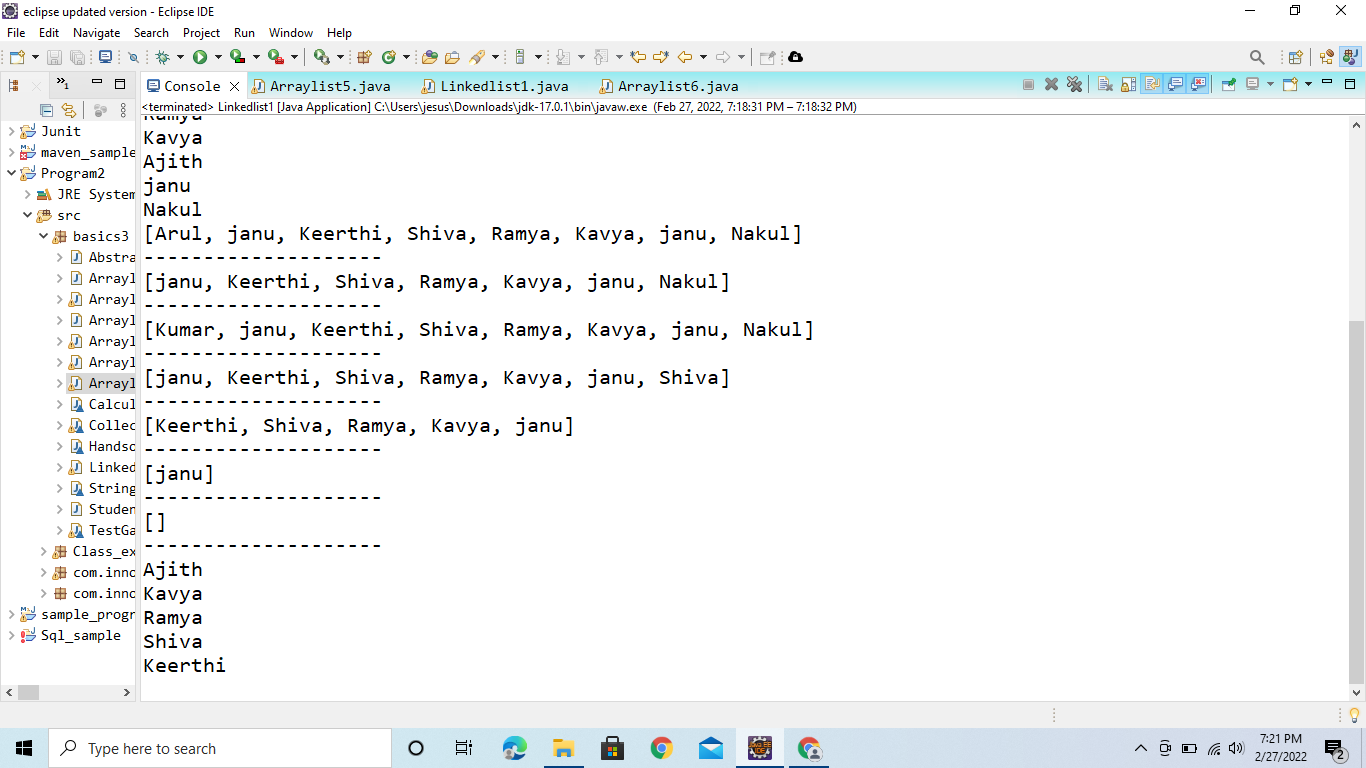 eclipse updated version - Eclipse IDE
File Edit Navigate Search Project Run Window Help
»1
Console Arraylist5.java Linkedlist1.java Arraylist6.java
<terminated> Linkedlist1 [Java Application] C:\Users\jesus\Downloads\jdk-17.0.1\bin\javaw.exe (Feb 27, 2022, 7:18:31 PM – 7:18:32 PM)
Junit
maven_sample
Program2
JRE System
src
basics3
Abstra
Arrayl
Arrayl
Arrayl
Arrayl
Arrayl
Arrayl
Calcul
Collec
Handso
Linked
String
Studen
TestGa
Class_ex
com.inno
com.inno
sample_progr
Sql_sample
Ramya
Kavya
Ajith
janu
Nakul
[Arul, janu, Keerthi, Shiva, Ramya, Kavya, janu, Nakul]
--------------------
[janu, Keerthi, Shiva, Ramya, Kavya, janu, Nakul]
--------------------
[Kumar, janu, Keerthi, Shiva, Ramya, Kavya, janu, Nakul]
--------------------
[janu, Keerthi, Shiva, Ramya, Kavya, janu, Shiva]
--------------------
[Keerthi, Shiva, Ramya, Kavya, janu]
--------------------
[janu]
--------------------
[]
--------------------
Ajith
Kavya
Ramya
Shiva
Keerthi
Type here to search
7:21 PM
2/27/2022
2